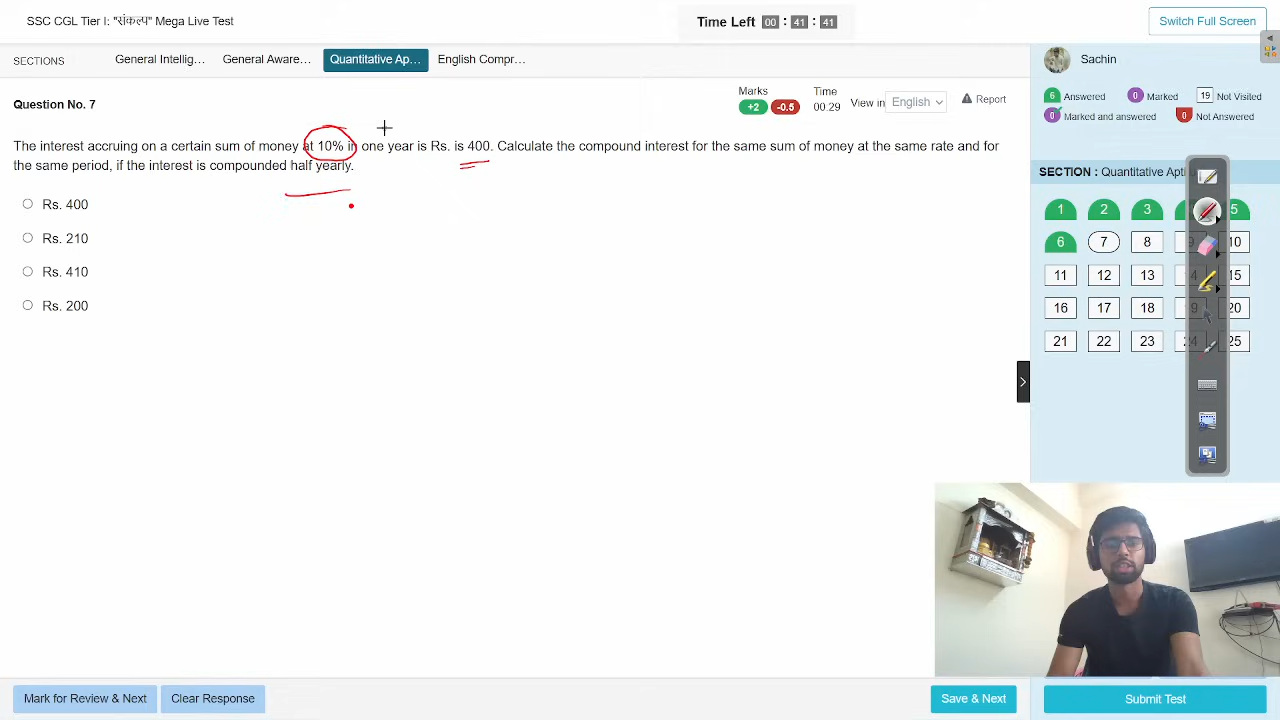 SSC CGL Tier I: "संकल्प" Mega Live Test
Time Left 00 : 41 : 41
Switch Full Screen
SECTIONS
General Intellig...
General Aware...
Quantitative Ap...
English Compr...
Sachin
Question No. 7
Marks
+2 -0.5
Time
00.29
View in English
Report
6 Answered 0 Marked 19 Not Visited
0 Marked and answered 0 Not Answered
The interest accruing on a certain sum of money at 10% in one year is Rs. is 400. Calculate the compound interest for the same sum of money at the same rate and for
the same period, if the interest is compounded half yearly.
Rs. 400
Rs. 210
Rs. 410
Rs. 200
SECTION : Quantitative Apti
1 2 3 5
6 7 8 9 10
11 12 13 14 15
16 17 18 19 20
21 22 23 24 25
Mark for Review & Next
Clear Response
Save & Next
Submit Test